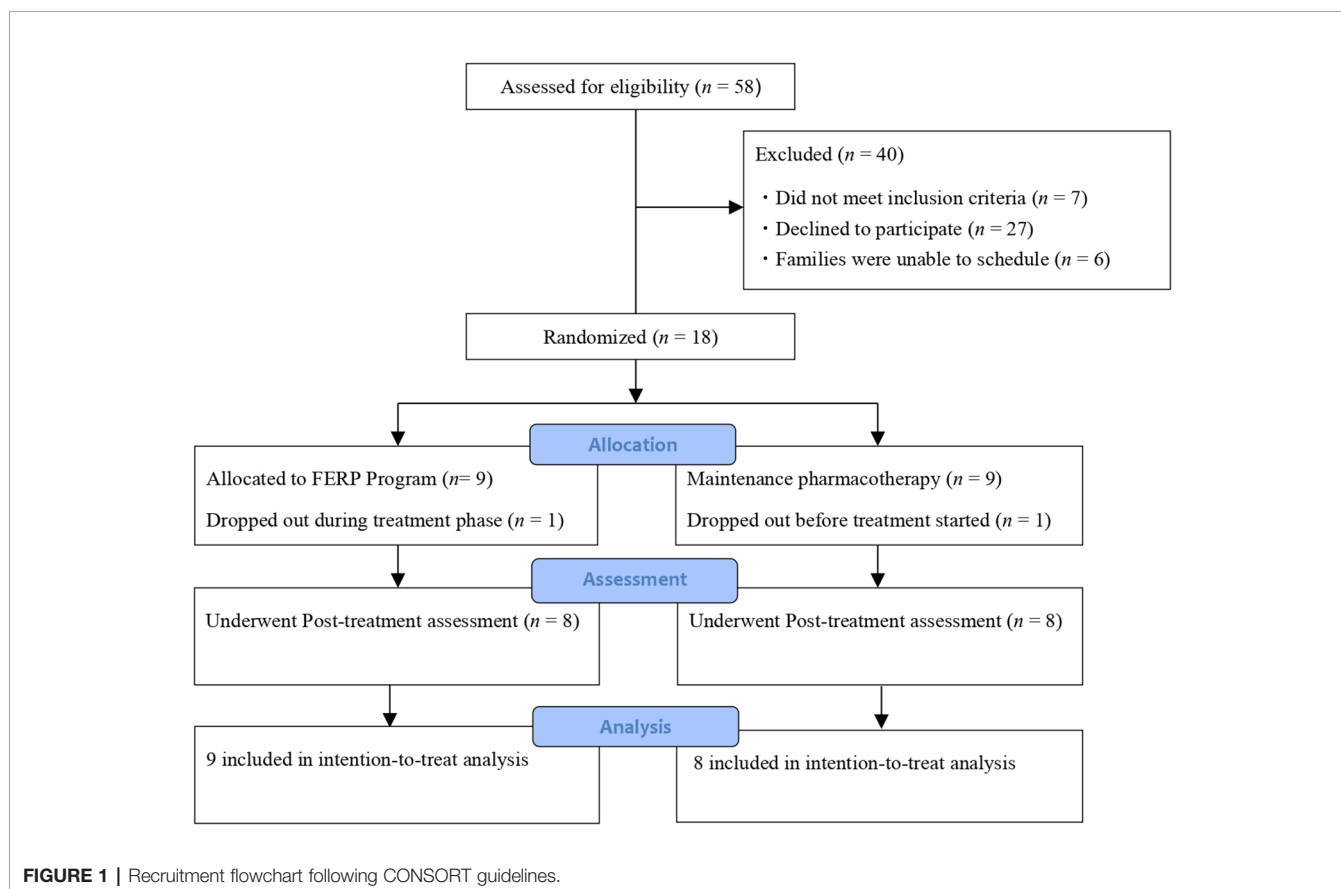 Assessed for eligibility (n = 58)
Excluded (n = 40)
・Did not meet inclusion criteria (n = 7)
・Declined to participate (n = 27)
・Families were unable to schedule (n = 6)
Randomized (n = 18)
Allocation
Allocated to FERP Program (n= 9)
Dropped out during treatment phase (n = 1)
Maintenance pharmacotherapy (n = 9)
Dropped out before treatment started (n = 1)
Assessment
Underwent Post-treatment assessment (n = 8)
Underwent Post-treatment assessment (n = 8)
Analysis
9 included in intention-to-treat analysis
8 included in intention-to-treat analysis
FIGURE 1 | Recruitment flowchart following CONSORT guidelines.